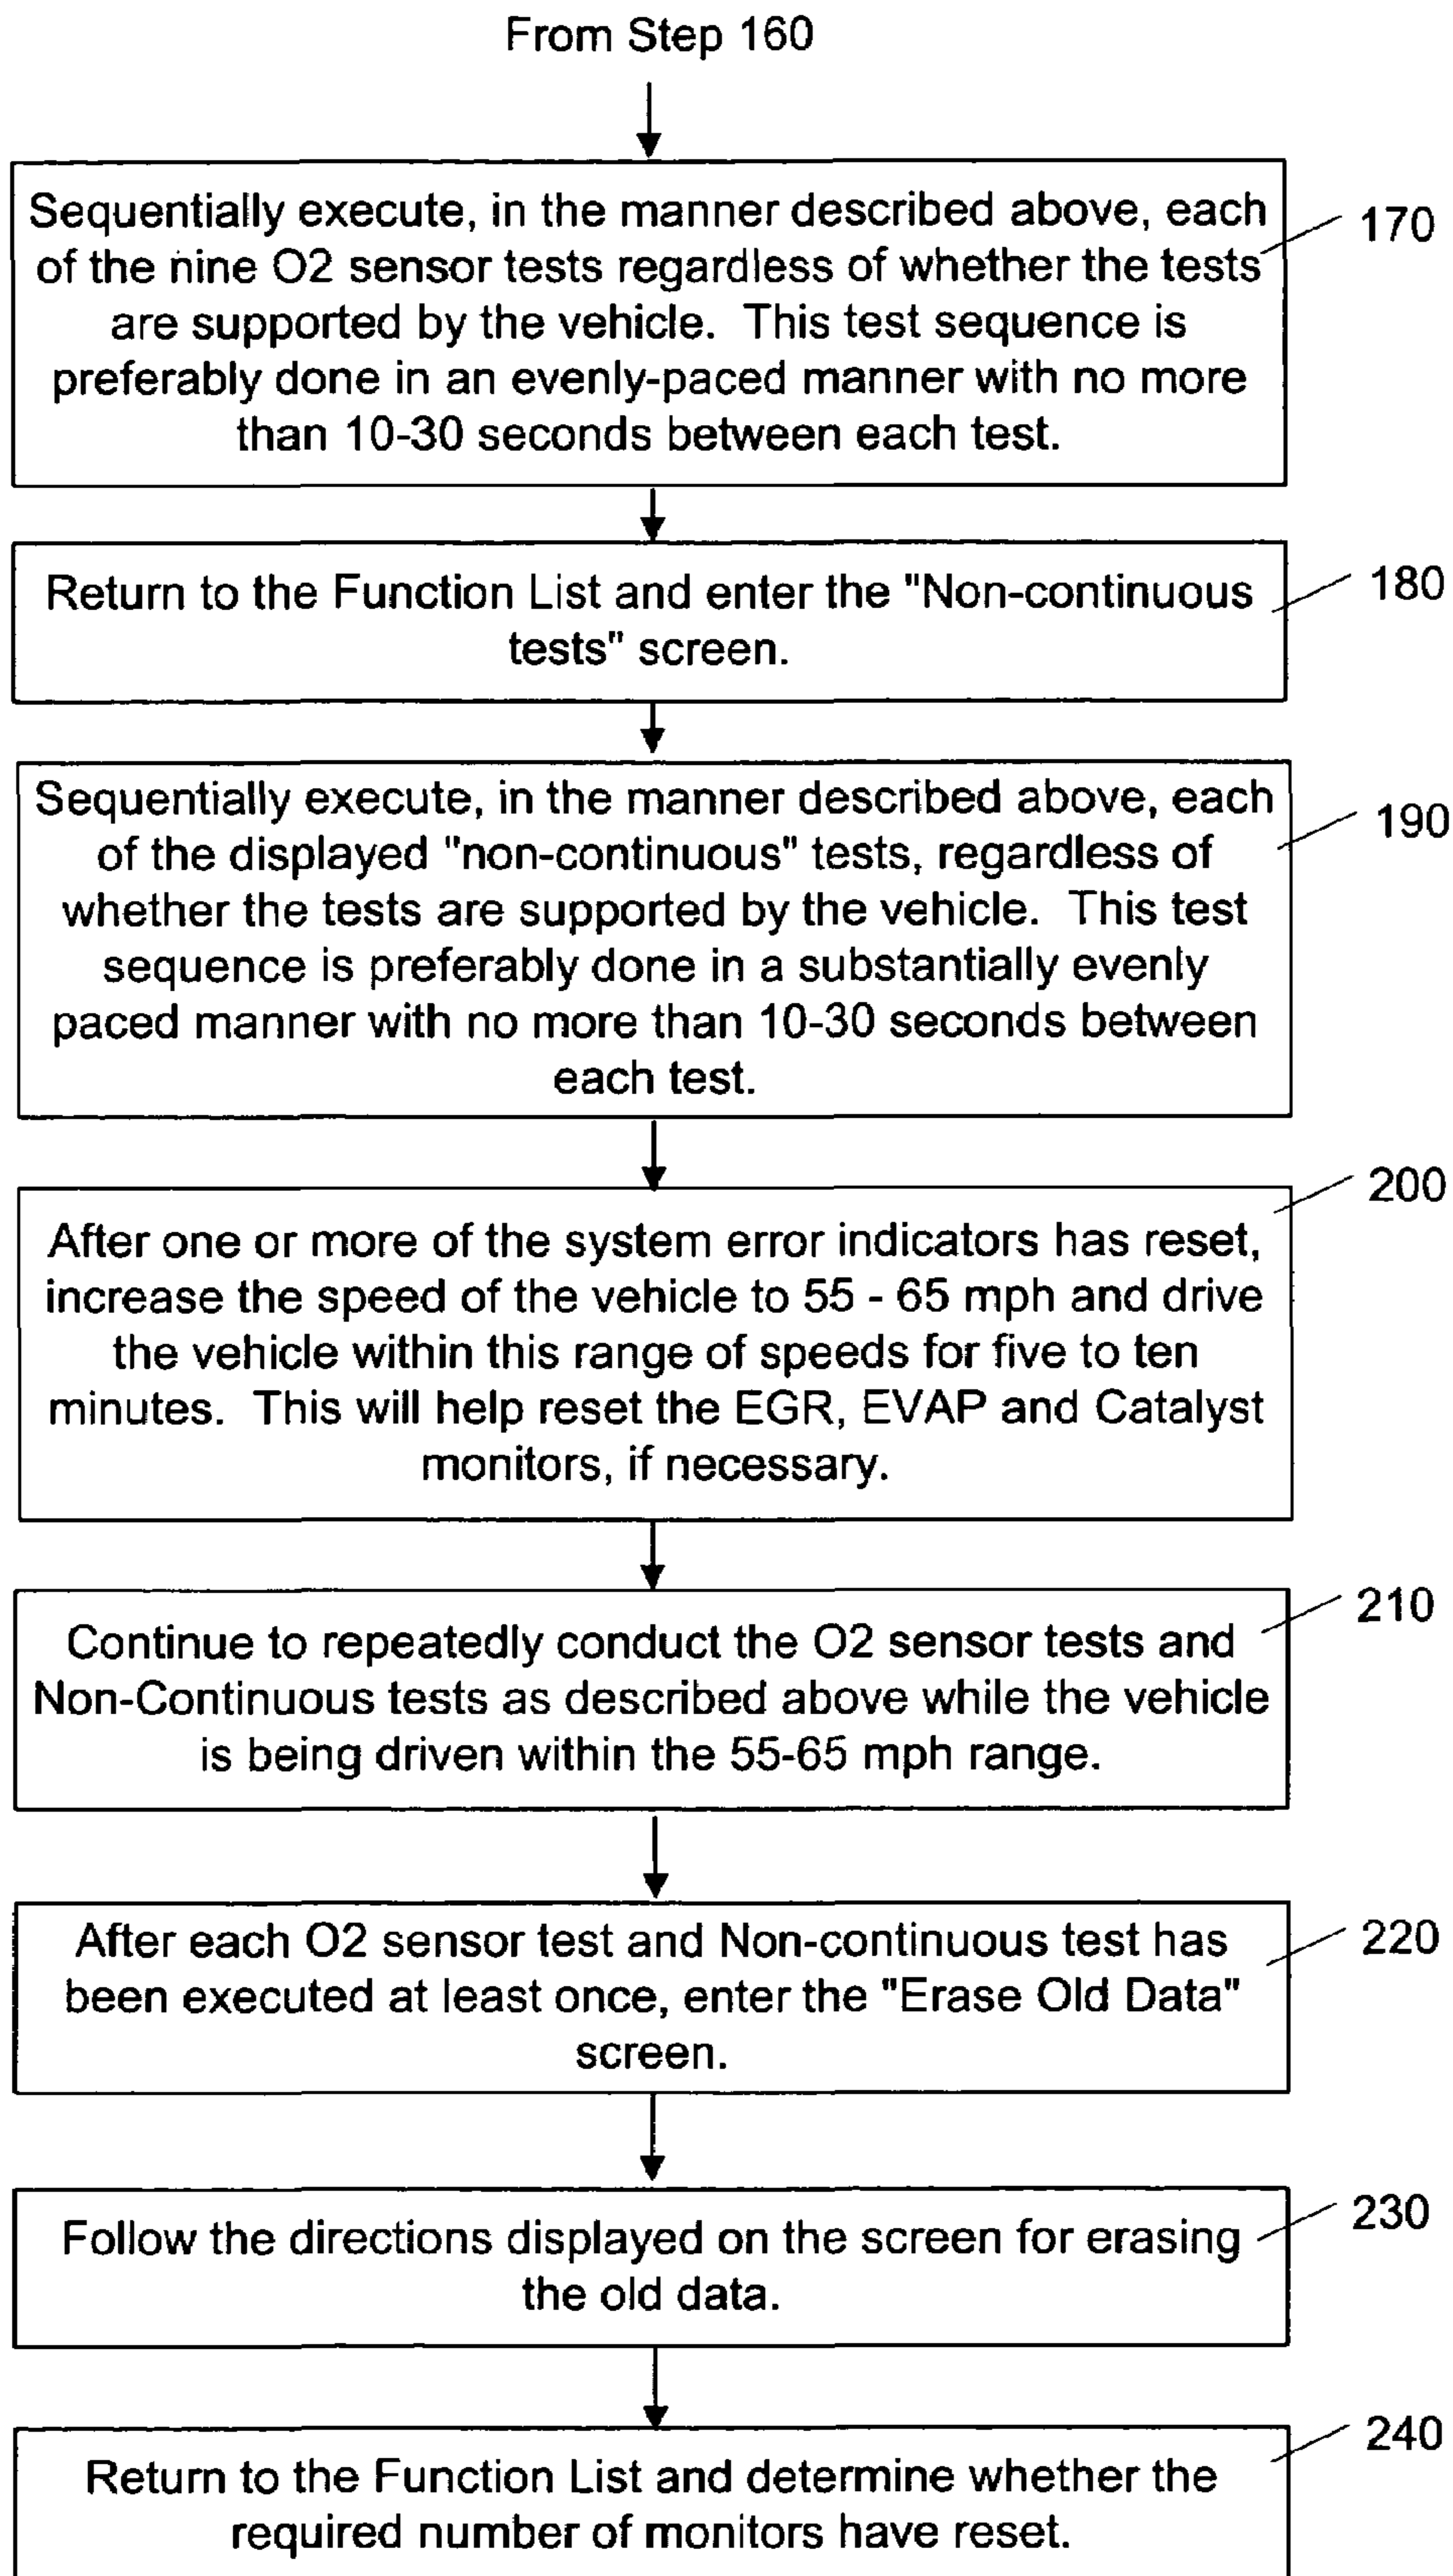 From Step 160
Sequentially execute, in the manner described above, each
of the nine O2 sensor tests regardless of whether the tests
are supported by the vehicle. This test sequence is
preferably done in an evenly-paced manner with no more
than 10-30 seconds between each test.
170
Return to the Function List and enter the "Non-continuous
tests" screen.
180
Sequentially execute, in the manner described above, each
of the displayed "non-continuous" tests, regardless of
whether the tests are supported by the vehicle. This test
sequence is preferably done in a substantially evenly
paced manner with no more than 10-30 seconds between
each test.
190
After one or more of the system error indicators has reset,
increase the speed of the vehicle to 55 - 65 mph and drive
the vehicle within this range of speeds for five to ten
minutes. This will help reset the EGR, EVAP and Catalyst
monitors, if necessary.
200
Continue to repeatedly conduct the O2 sensor tests and
Non-Continuous tests as described above while the vehicle
is being driven within the 55-65 mph range.
210
After each O2 sensor test and Non-continuous test has
been executed at least once, enter the "Erase Old Data"
screen.
220
Follow the directions displayed on the screen for erasing
the old data.
230
Return to the Function List and determine whether the
required number of monitors have reset.
240